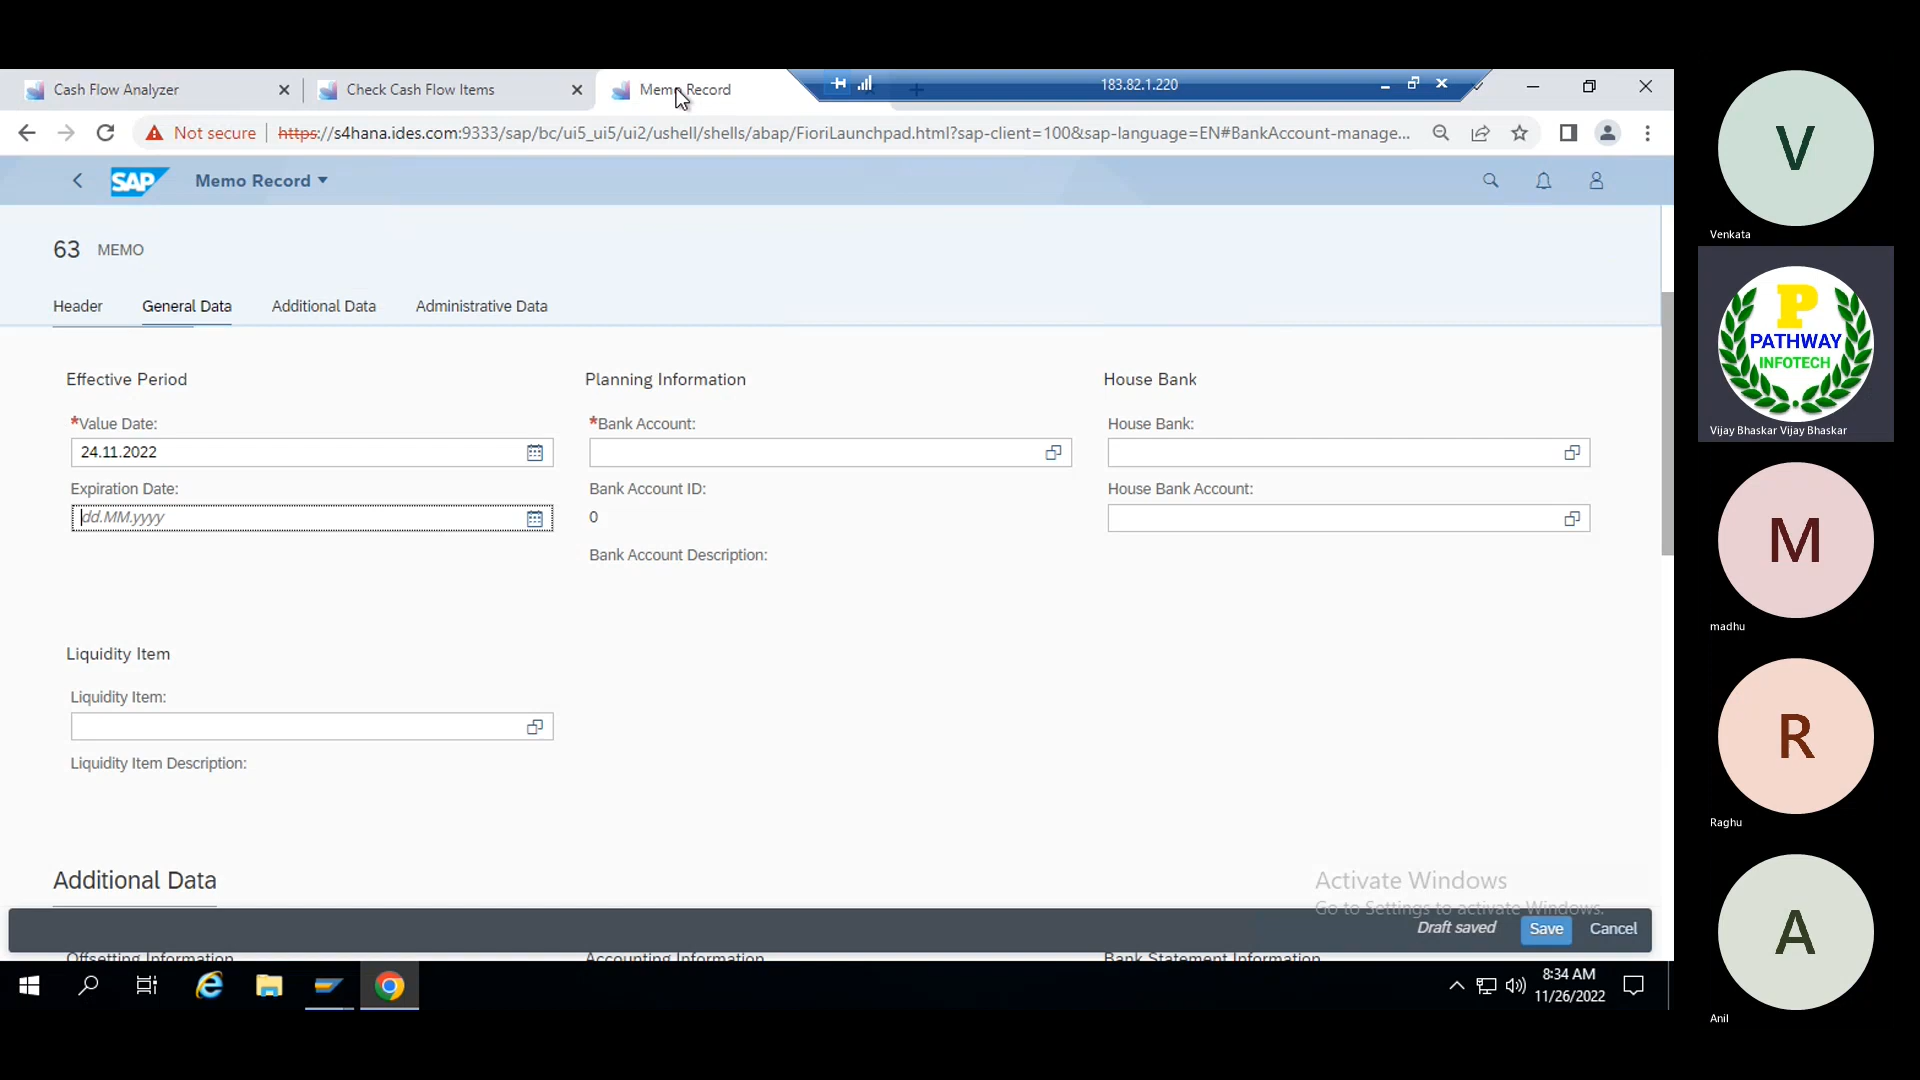 Cash Flow Analyzer
Check Cash Flow Items
Memo Record
183.82.1.220
Not secure
https://s4hana.ides.com:9333/sap/bc/ui5_ui5/ui2/ushell/shells/abap/FioriLaunchpad.html?sap-client=100&sap-language=EN#BankAccount-manage...
SAP
Memo Record
63 MEMO
Header
General Data
Additional Data
Administrative Data
Effective Period
*Value Date:
24.11.2022
Expiration Date:
dd.MM.yyyy
Planning Information
*Bank Account:
Bank Account ID:
0
Bank Account Description:
House Bank
House Bank:
House Bank Account:
Liquidity Item
Liquidity Item:
Liquidity Item Description:
Additional Data
Activate Windows
Go to Settings to activate Windows.
Draft saved
Save
Cancel
Offsetting Information
Accounting Information
Bank Statement Information
8:34 AM
11/26/2022
V
Venkata
P
PATHWAY
INFOTECH
Vijay Bhaskar Vijay Bhaskar
M
madhu
R
Raghu
A
Anil